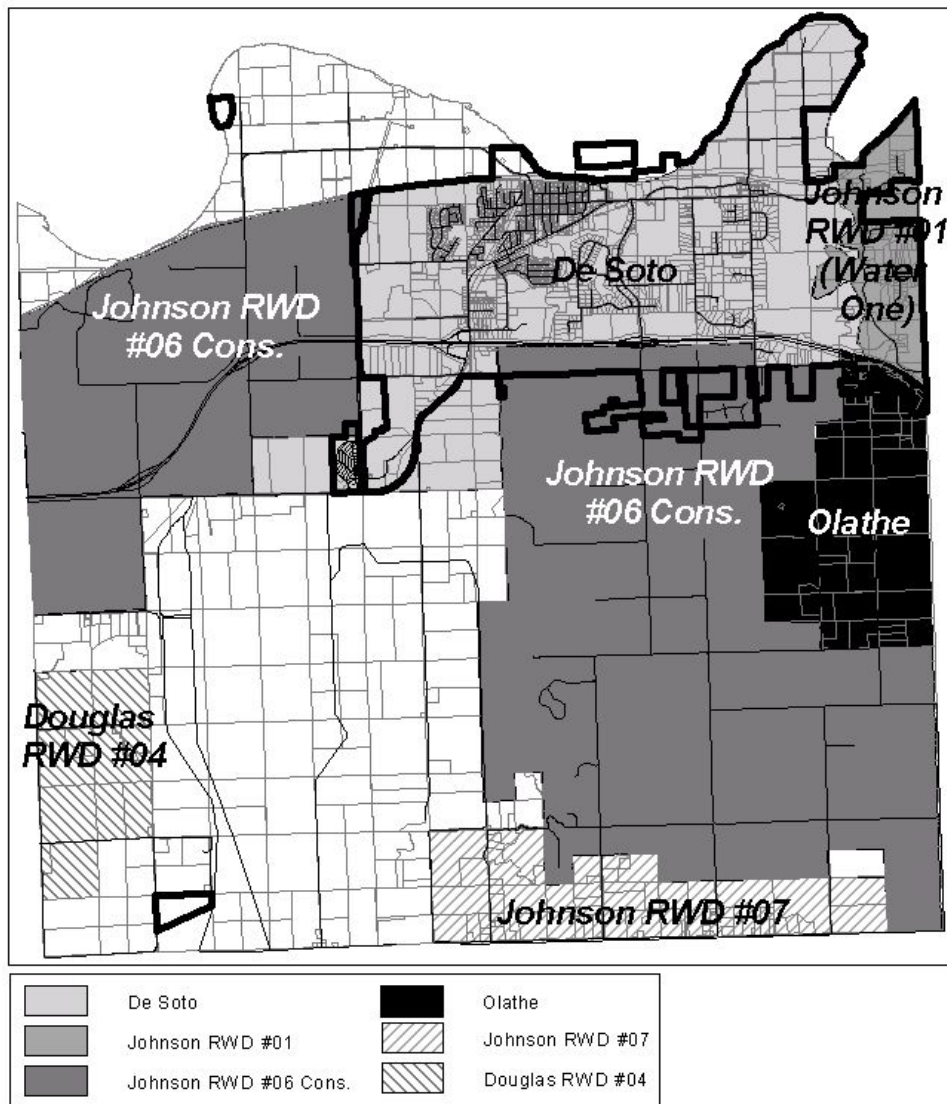 Johnson
RWD #01
(Water
One)
De Soto
Johnson RWD
#06 Cons.
Johnson RWD
#06 Cons.
Olathe
Douglas
RWD #04
Johnson RWD #07
De Soto
Olathe
Johnson RWD #01
Johnson RWD #07
Johnson RWD #06 Cons.
Douglas RWD #04